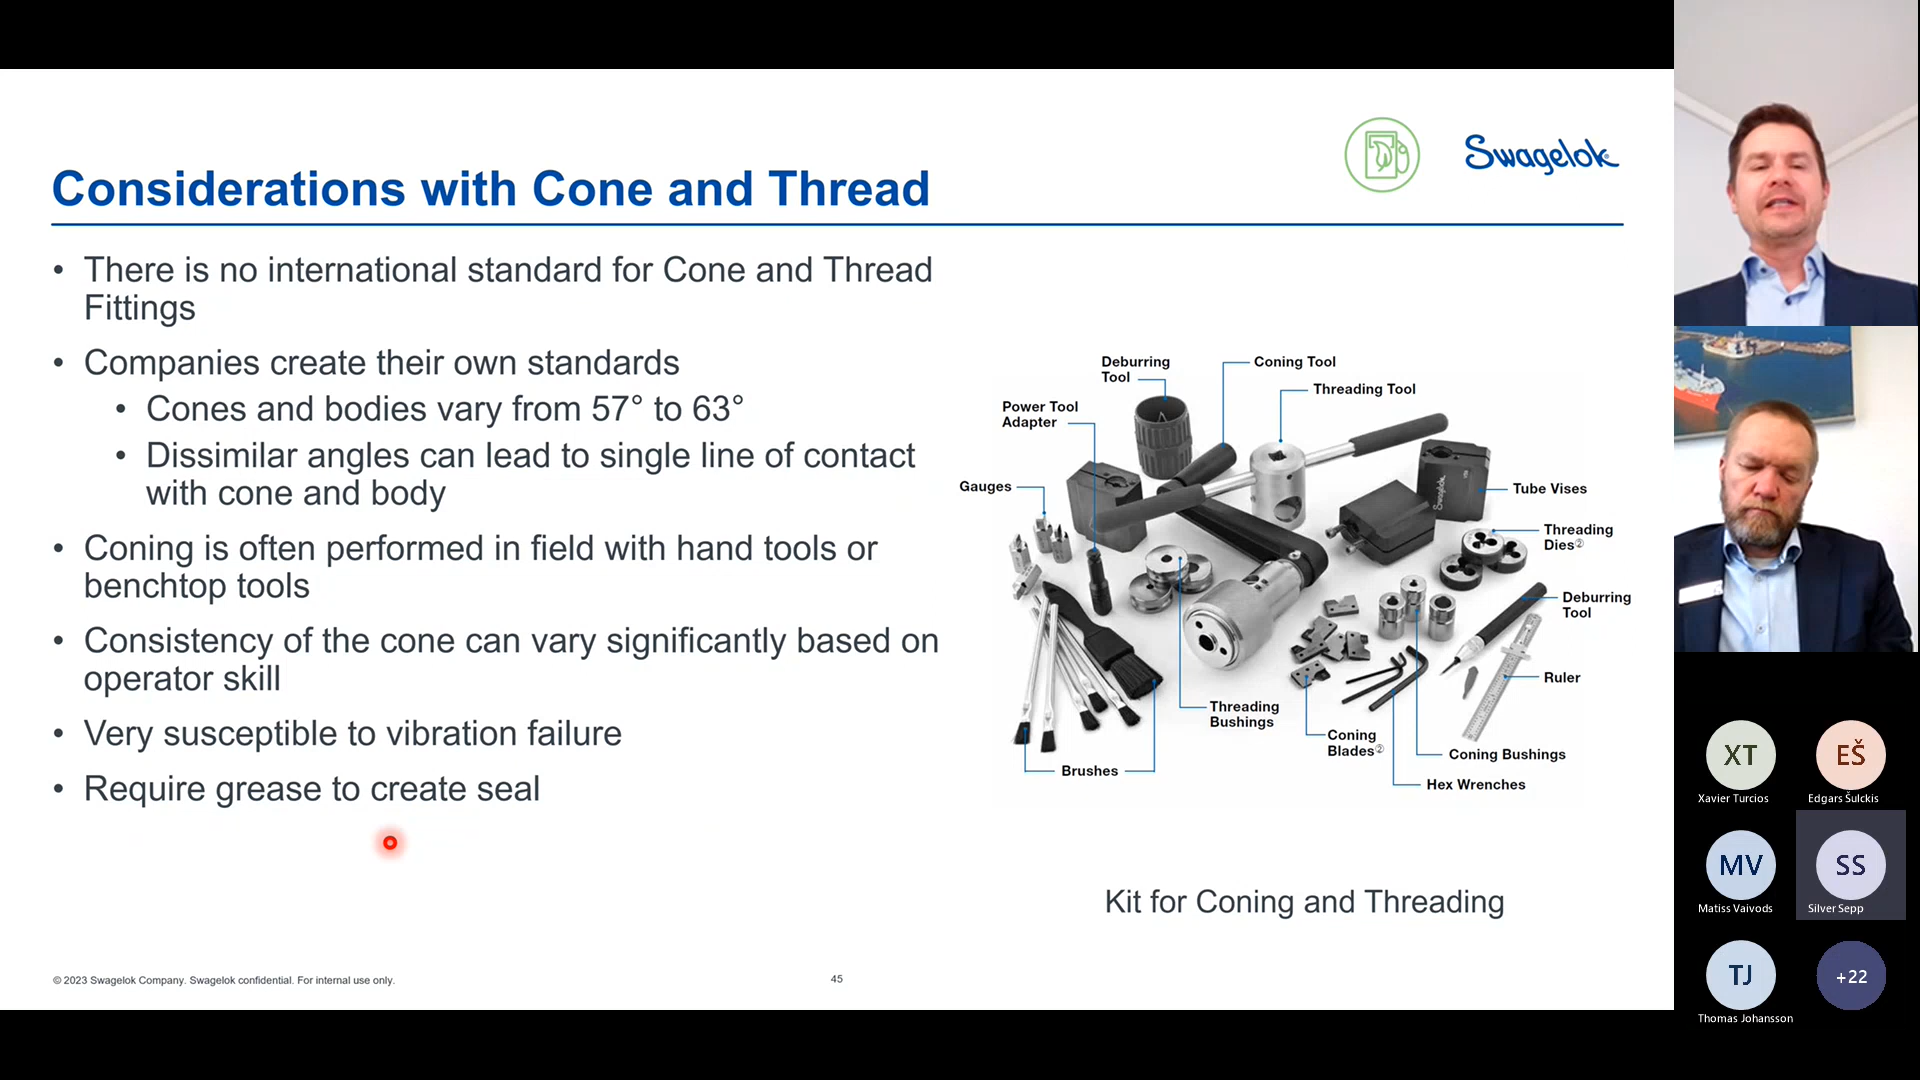 Swagelok
Considerations with Cone and Thread
• There is no international standard for Cone and Thread
Fittings
• Companies create their own standards
• Cones and bodies vary from 57° to 63°
• Dissimilar angles can lead to single line of contact
with cone and body
• Coning is often performed in field with hand tools or
benchtop tools
• Consistency of the cone can vary significantly based on
operator skill
• Very susceptible to vibration failure
• Require grease to create seal
Deburring
Tool
Coning Tool
Threading Tool
Power Tool
Adapter
Gauges
Tube Vises
Swagelok
Threading
Dies②
Deburring
Tool
Ruler
Threading
Bushings
Coning
Blades②
Coning Bushings
Brushes
Hex Wrenches
Kit for Coning and Threading
© 2023 Swagelok Company. Swagelok confidential. For internal use only.
45
XT
Xavier Turcios
EŠ
Edgars Šulckis
MV
Matiss Vaivods
SS
Silver Sepp
TJ
Thomas Johansson
+22